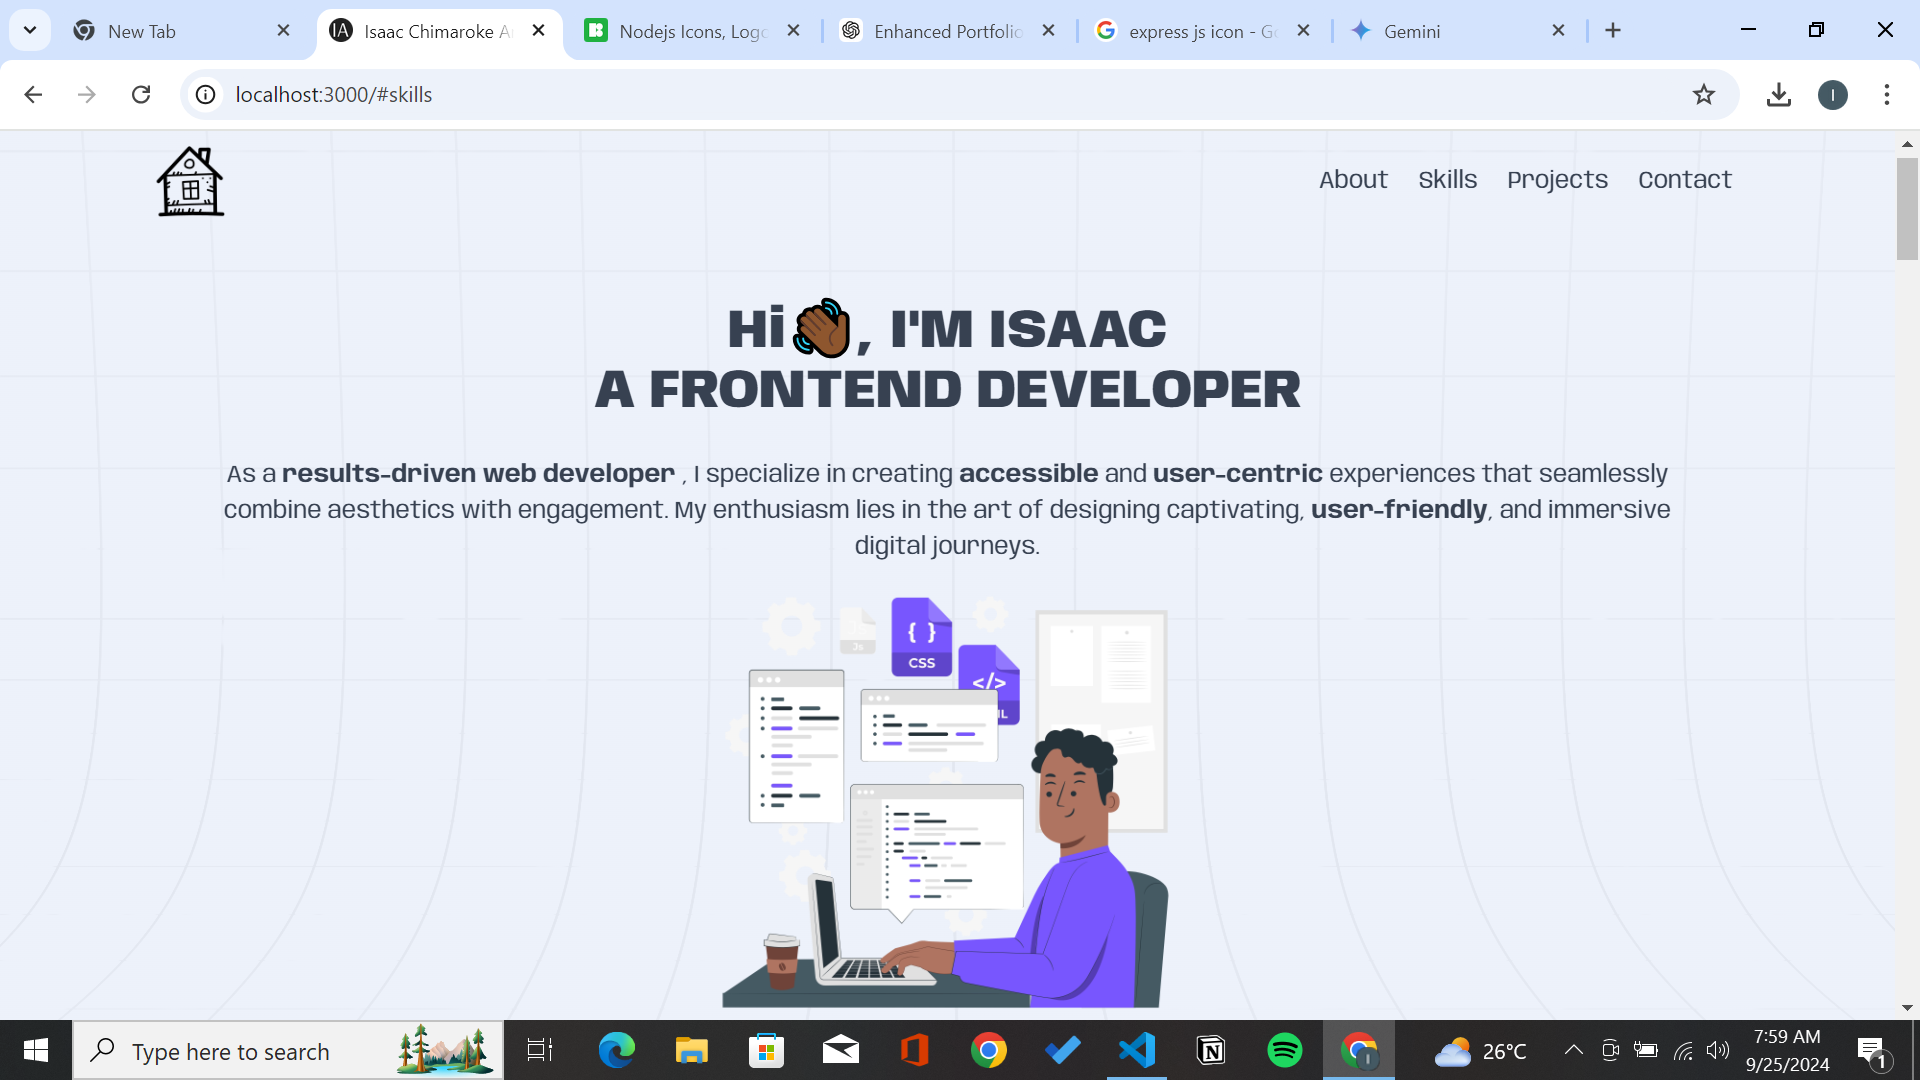 New Tab
Isaac Chimaroke A
Nodejs Icons, Logo
Enhanced Portfolio
express js icon - Go
Gemini
localhost:3000/#skills
I
About Skills Projects Contact
Hi👋🏾, I'M ISAAC
A FRONTEND DEVELOPER
As a results-driven web developer , I specialize in creating accessible and user-centric experiences that seamlessly
combine aesthetics with engagement. My enthusiasm lies in the art of designing captivating, user-friendly, and immersive
digital journeys.
Js
{ }
CSS
</>
Type here to search
26°C
7:59 AM
9/25/2024
1